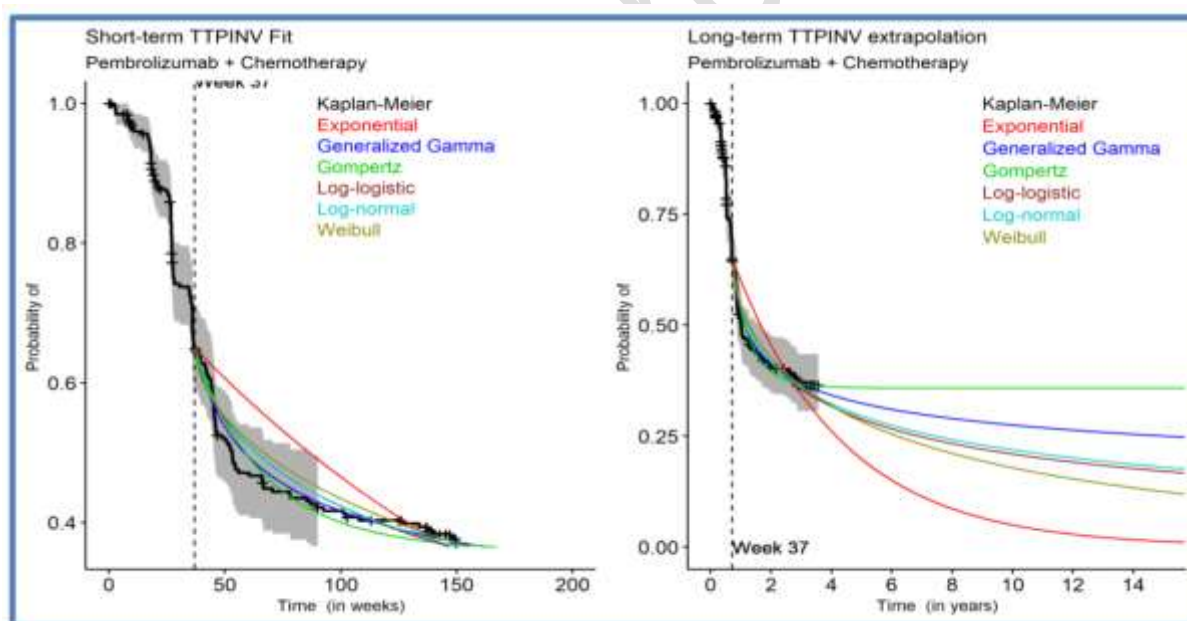 Short-term TTPINV Fit
Pembrolizumab + Chemotherapy
Week 37
1.0
0.8
0.6
0.4
Probability of
Kaplan-Meier
Exponential
Generalized Gamma
Gompertz
Log-logistic
Log-normal
Weibull
0 50 100 150 200
Time (in weeks)
Long-term TTPINV extrapolation
Pembrolizumab + Chemotherapy
1.00
0.75
0.50
0.25
0.00
Probability of
Kaplan-Meier
Exponential
Generalized Gamma
Gompertz
Log-logistic
Log-normal
Weibull
Week 37
0 2 4 6 8 10 12 14
Time (in years)